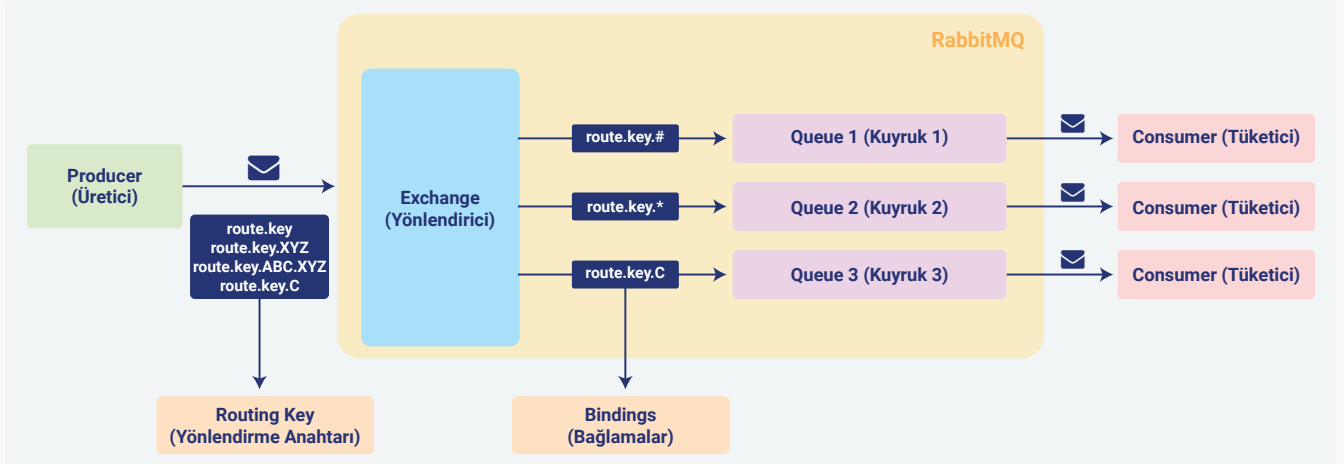 RabbitMQ
Producer
(Üretici)
route.key
route.key.XYZ
route.key.ABC.XYZ
route.key.C
Routing Key
(Yönlendirme Anahtarı)
Exchange
(Yönlendirici)
route.key.#
Queue 1 (Kuyruk 1)
Consumer (Tüketici)
route.key.*
Queue 2 (Kuyruk 2)
Consumer (Tüketici)
route.key.C
Queue 3 (Kuyruk 3)
Consumer (Tüketici)
Bindings
(Bağlamalar)